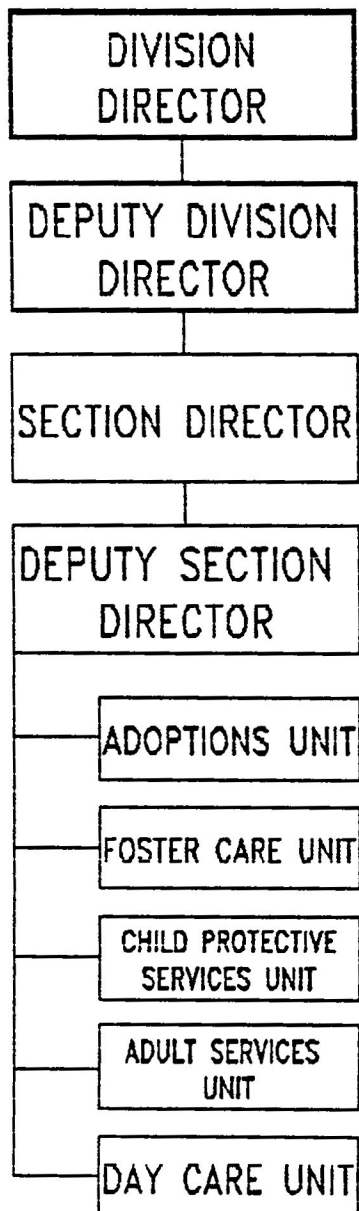 DIVISION
DIRECTOR
DEPUTY DIVISION
DIRECTOR
SECTION DIRECTOR
DEPUTY SECTION
DIRECTOR
ADOPTIONS UNIT
FOSTER CARE UNIT
CHILD PROTECTIVE
SERVICES UNIT
ADULT SERVICES
UNIT
DAY CARE UNIT